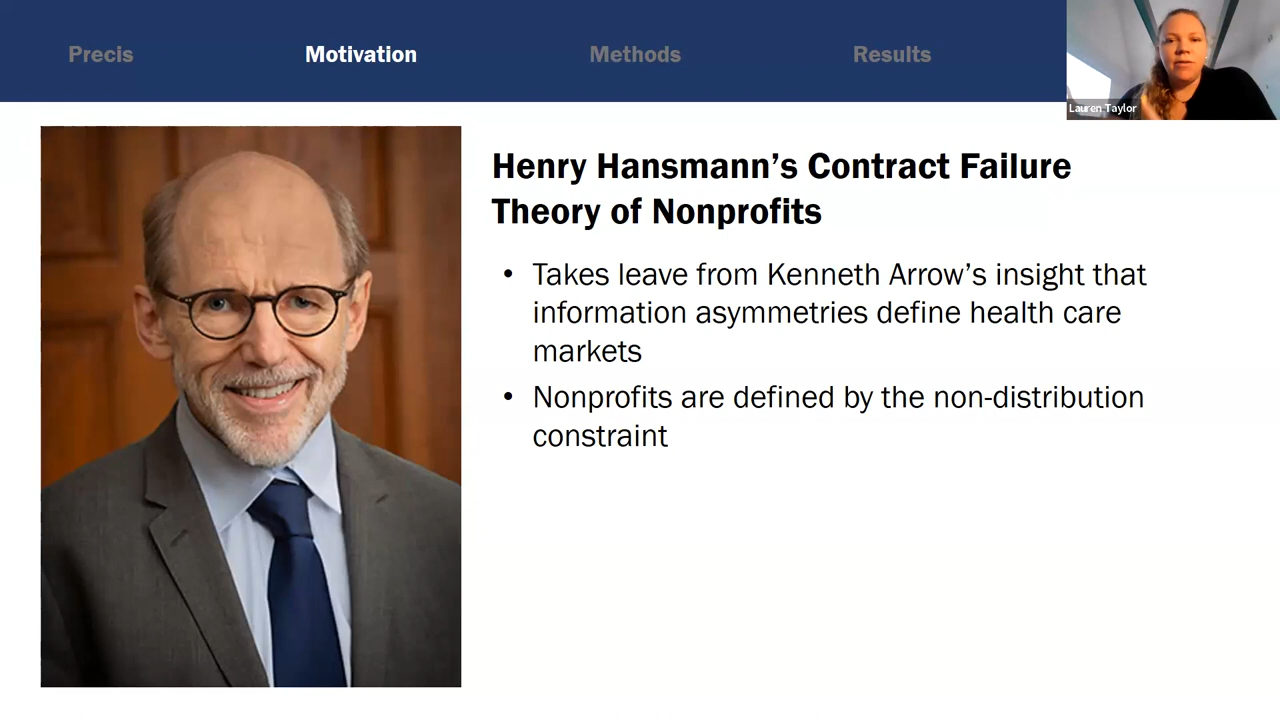 Precis
Motivation
Methods
Results
Lauren Taylor
Henry Hansmann’s Contract Failure
Theory of Nonprofits
• Takes leave from Kenneth Arrow’s insight that
information asymmetries define health care
markets
• Nonprofits are defined by the non-distribution
constraint